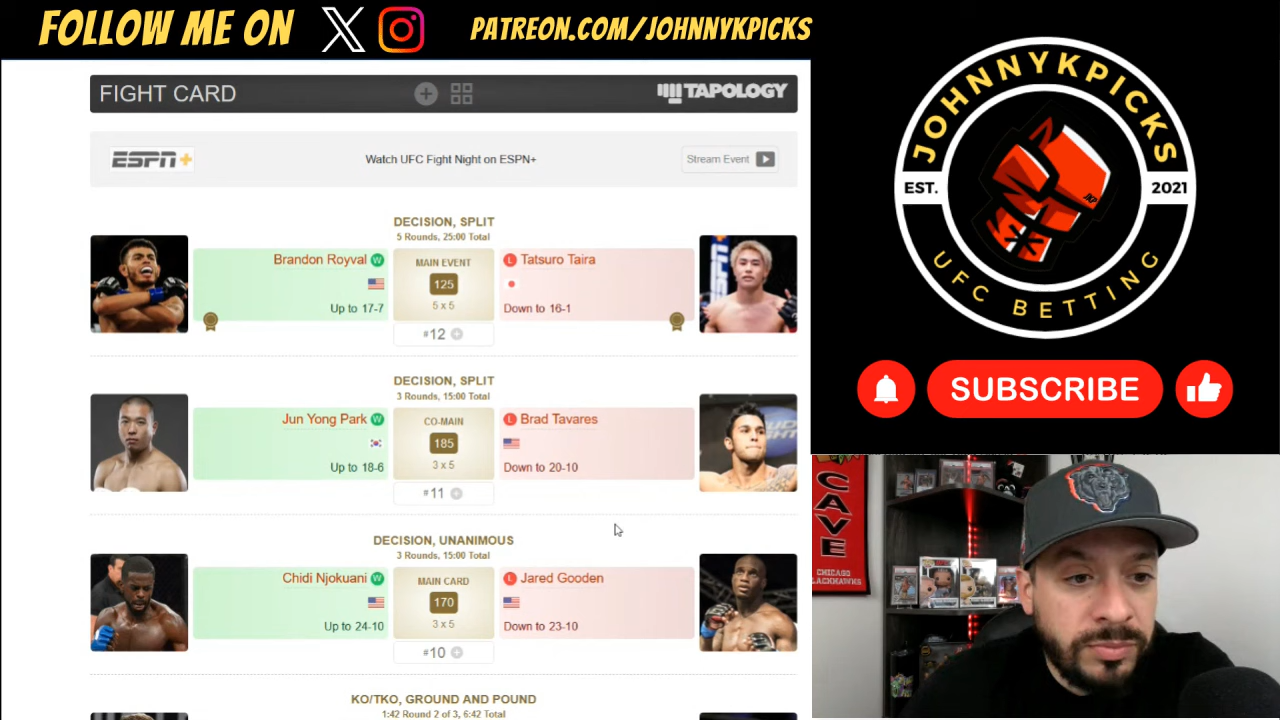 FOLLOW ME ON
PATREON.COM/JOHNNYKPICKS
FIGHT CARD
TAPOLOGY
ESPN+
Watch UFC Fight Night on ESPN+
Stream Event
DECISION, SPLIT
5 Rounds, 25:00 Total
Brandon Royval W
MAIN EVENT
L Tatsuro Taira
125
Up to 17-7
5 x 5
Down to 16-1
#12
DECISION, SPLIT
3 Rounds, 15:00 Total
Jun Yong Park W
CO-MAIN
L Brad Tavares
185
Up to 18-6
3 x 5
Down to 20-10
#11
DECISION, UNANIMOUS
3 Rounds, 15:00 Total
Chidi Njokuani W
MAIN CARD
L Jared Gooden
170
Up to 24-10
3 x 5
Down to 23-10
#10
KO/TKO, GROUND AND POUND
1:42 Round 2 of 3, 6:42 Total
JOHNNYKPICKS
EST.
2021
JKP
UFC BETTING
SUBSCRIBE
CAVE
CHICAGO
BLACKHAWKS